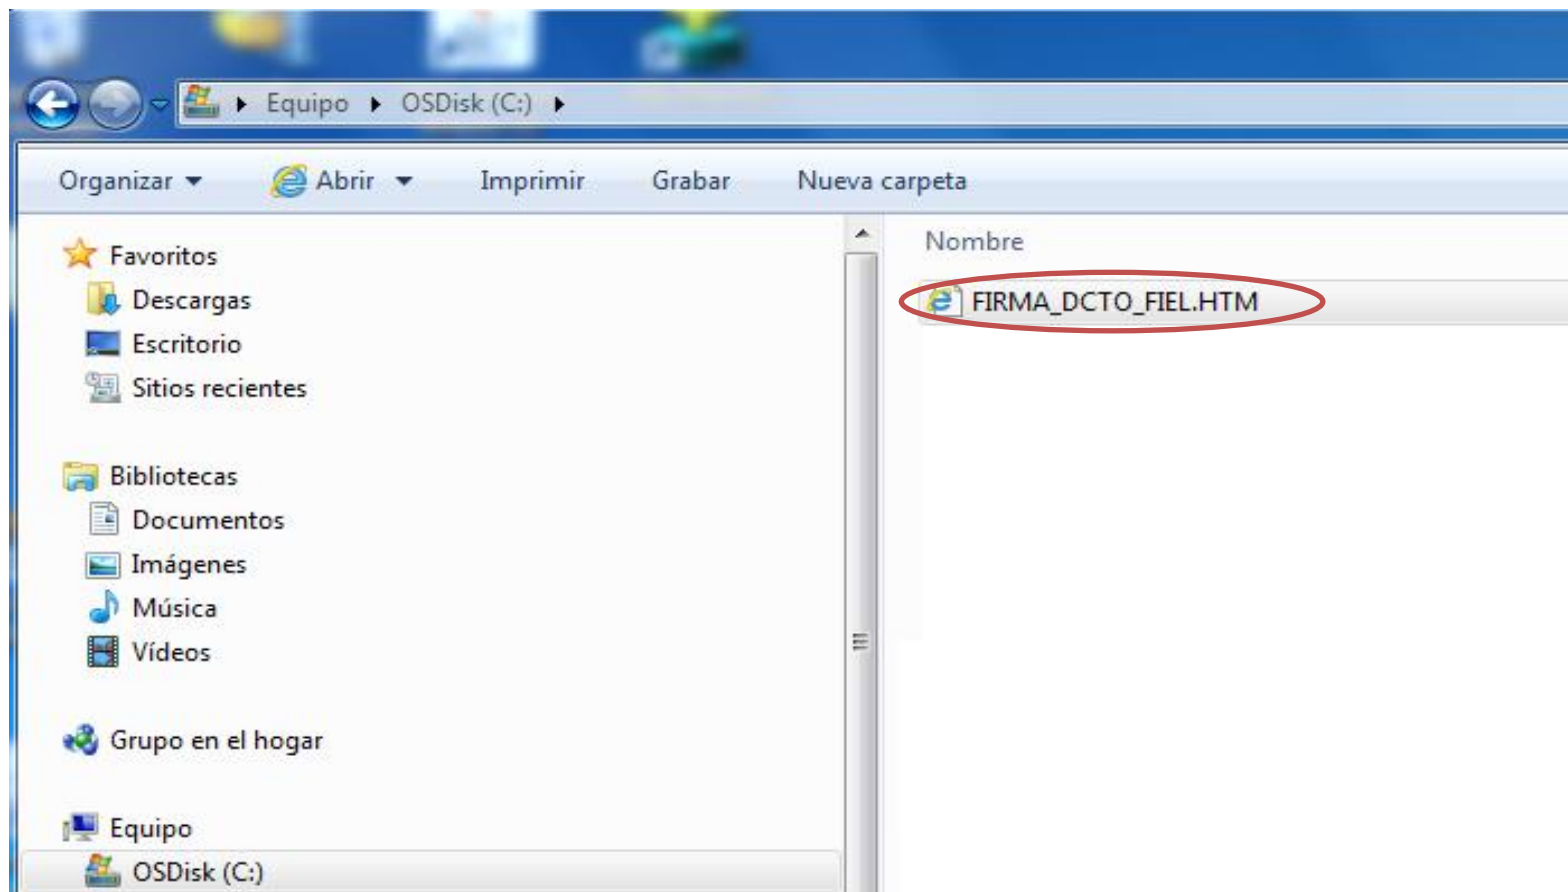 Equipo OSDisk (C:)
Organizar Abrir Imprimir Grabar Nueva carpeta
Favoritos
Descargas
Escritorio
Sitios recientes
Bibliotecas
Documentos
Imágenes
Música
Vídeos
Grupo en el hogar
Equipo
OSDisk (C:)
Nombre
FIRMA_DCTO_FIEL.HTM